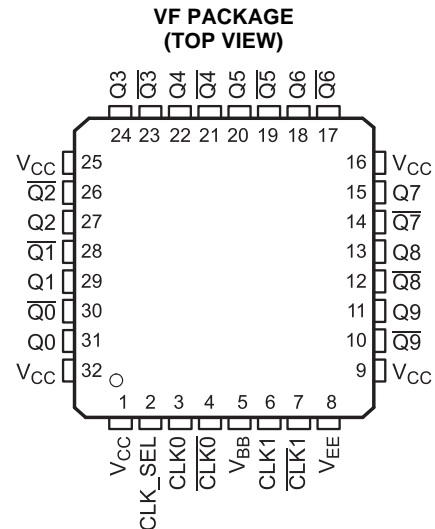 VF PACKAGE
(TOP VIEW)
Q3 Q̅3̅ Q4 Q̅4̅ Q5 Q̅5̅ Q6 Q̅6̅
24 23 22 21 20 19 18 17
V_CC 25 16 V_CC
Q̅2̅ 26 15 Q7
Q2 27 14 Q̅7̅
Q̅1̅ 28 13 Q8
Q1 29 12 Q̅8̅
Q̅0̅ 30 11 Q9
Q0 31 10 Q̅9̅
V_CC 32 9 V_CC
1 2 3 4 5 6 7 8
V_CC CLK_SEL CLK0 C̅L̅K̅0̅ V_BB CLK1 C̅L̅K̅1̅ V_EE